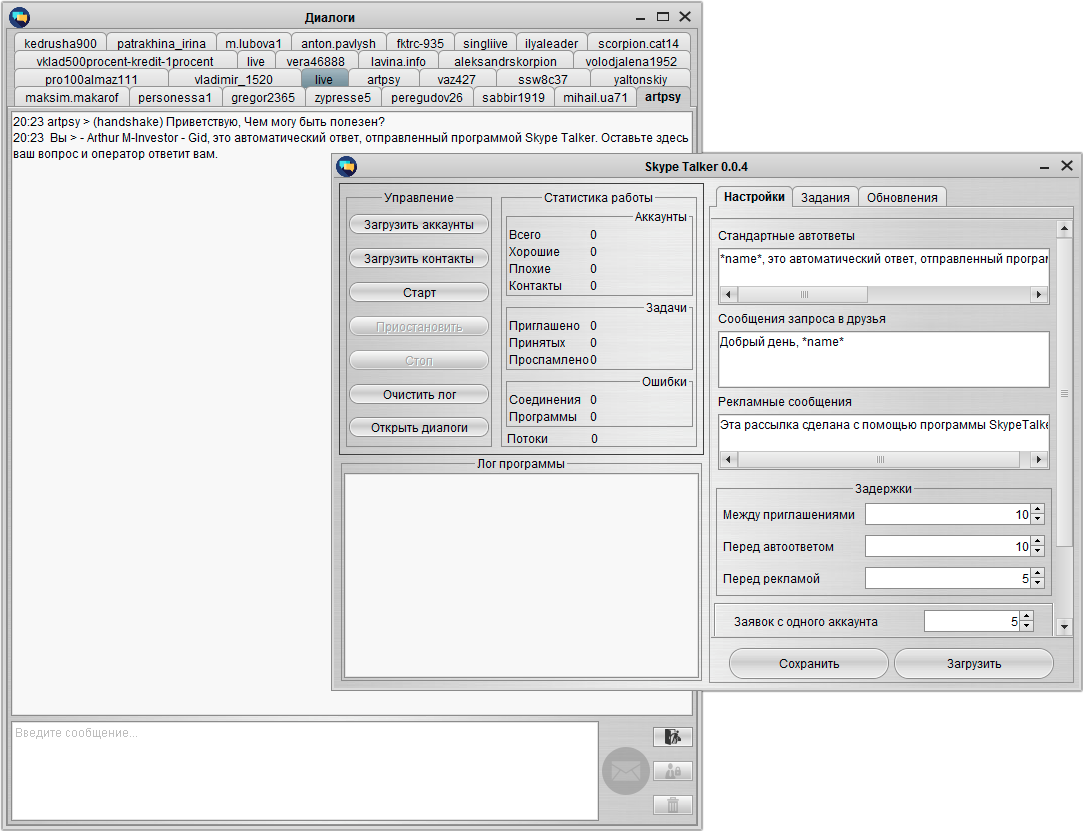 Диалоги
kedrusha900 patrakhina_irina m.lubova1 anton.pavlysh fktrc-935 singliive ilyaleader scorpion.cat14
vklad500procent-kredit-1procent live vera46888 lavina.info aleksandrskorpion volodjalena1952
pro100almaz111 vladimir_1520 live artpsy vaz427 ssw8c37 yaltonskiy
maksim.makarof personessa1 gregor2365 zypresse5 peregudov26 sabbir1919 mihail.ua71 artpsy
20:23 artpsy > (handshake) Приветствую, Чем могу быть полезен?
20:23 Вы > - Arthur M-Investor - Gid, это автоматический ответ, отправленный программой Skype Talker. Оставьте здесь
ваш вопрос и оператор ответит вам.
Введите сообщение...
Skype Talker 0.0.4
Управление
Загрузить аккаунты
Загрузить контакты
Старт
Приостановить
Стоп
Очистить лог
Открыть диалоги
Статистика работы
Аккаунты
Всего 0
Хорошие 0
Плохие 0
Контакты 0
Задачи
Приглашено 0
Принятых 0
Проспамлено 0
Ошибки
Соединения 0
Программы 0
Потоки 0
Лог программы
Настройки Задания Обновления
Стандартные автответы
*name*, это автоматический ответ, отправленный програм
Сообщения запроса в друзья
Добрый день, *name*
Рекламные сообщения
Эта рассылка сделана с помощью программы SkypeTalke
Задержки
Между приглашениями 10
Перед автоответом 10
Перед рекламой 5
Заявок с одного аккаунта 5
Сохранить Загрузить